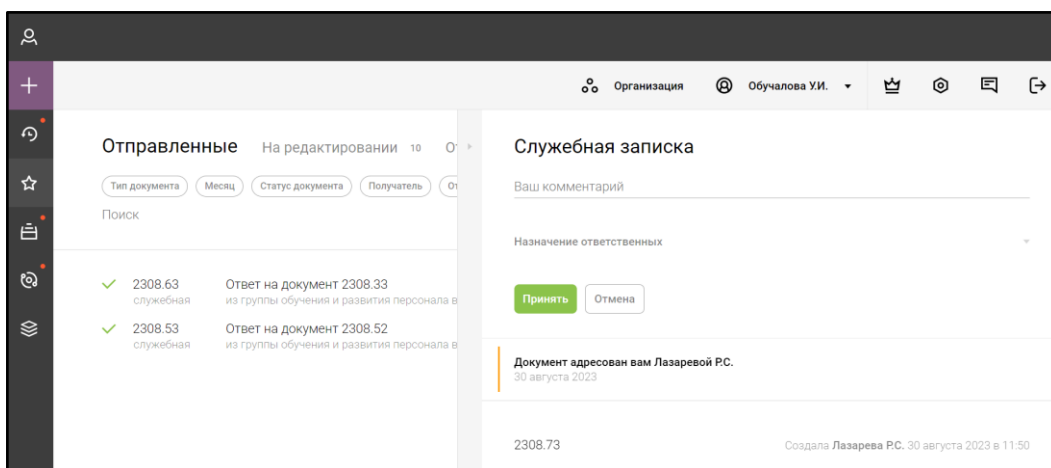 Организация
Обучалова У.И.
Отправленные
На редактировании 10
Тип документа
Месяц
Статус документа
Получатель
Поиск
2308.63
Ответ на документ 2308.33
служебная
из группы обучения и развития персонала в
2308.53
Ответ на документ 2308.52
служебная
из группы обучения и развития персонала в
Служебная записка
Ваш комментарий
Назначение ответственных
Принять
Отмена
Документ адресован вам Лазаревой Р.С.
30 августа 2023
2308.73
Создала Лазарева Р.С. 30 августа 2023 в 11:50